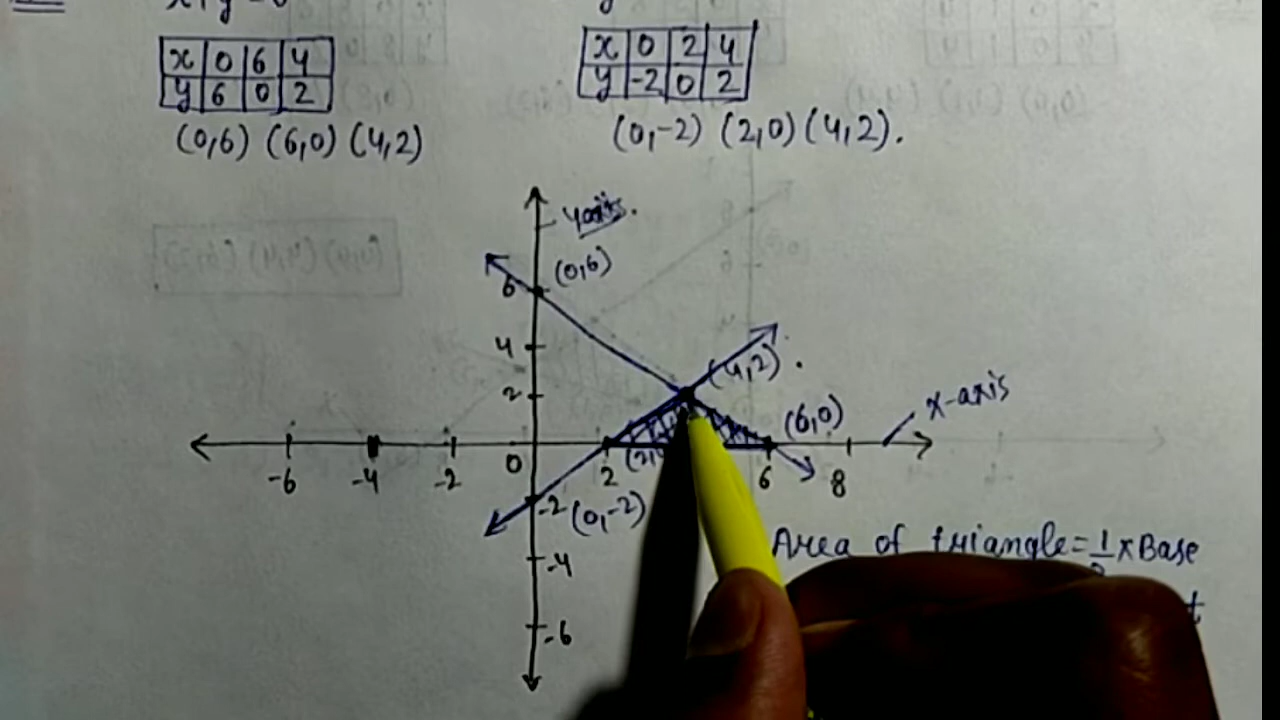 x 0 6 4
y 6 0 2
(0,6) (6,0) (4,2)
x 0 2 4
y -2 0 2
(0,-2) (2,0) (4,2).
y axis.
(0,6)
6
4
2
(4,2).
(6,0)
x-axis
-6 -4 -2 0 2 6 8
-2 (0,-2)
-4
-6
Area of triangle = 1/2 x Base